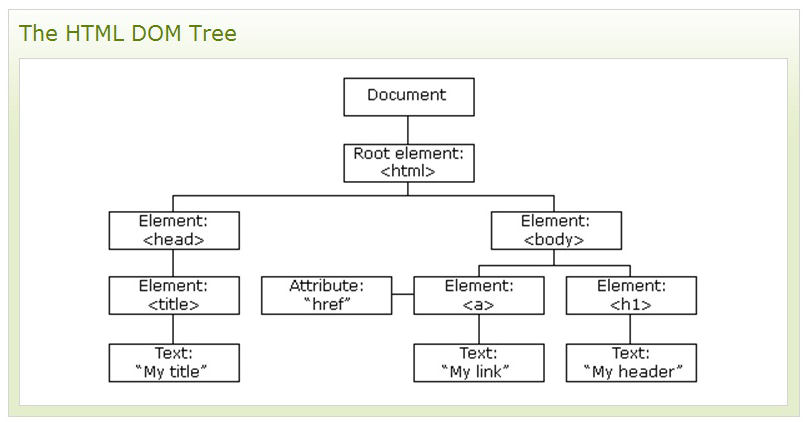 The HTML DOM Tree
Document
Root element:
<html>
Element:
<head>
Element:
<body>
Element:
<title>
Attribute:
“href”
Element:
<a>
Element:
<h1>
Text:
“My title”
Text:
“My link”
Text:
“My header”